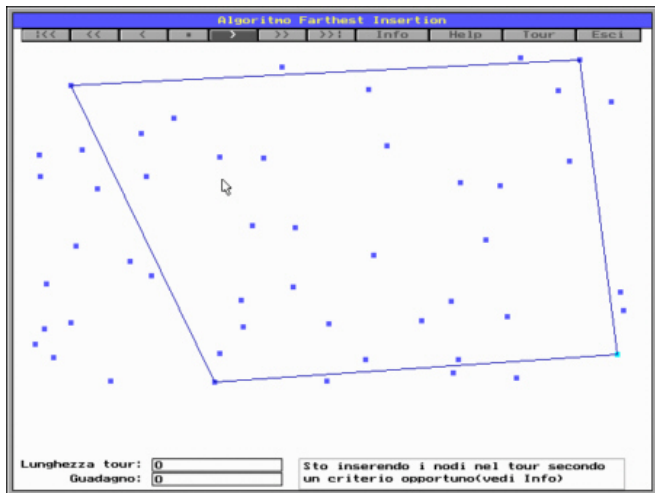 Algoritmo Farthest Insertion
|<< << < ▪ > >> >>| Info Help Tour Esci
Lunghezza tour: 0
Guadagno: 0
Sto inserendo i nodi nel tour secondo
un criterio opportuno(vedi Info)